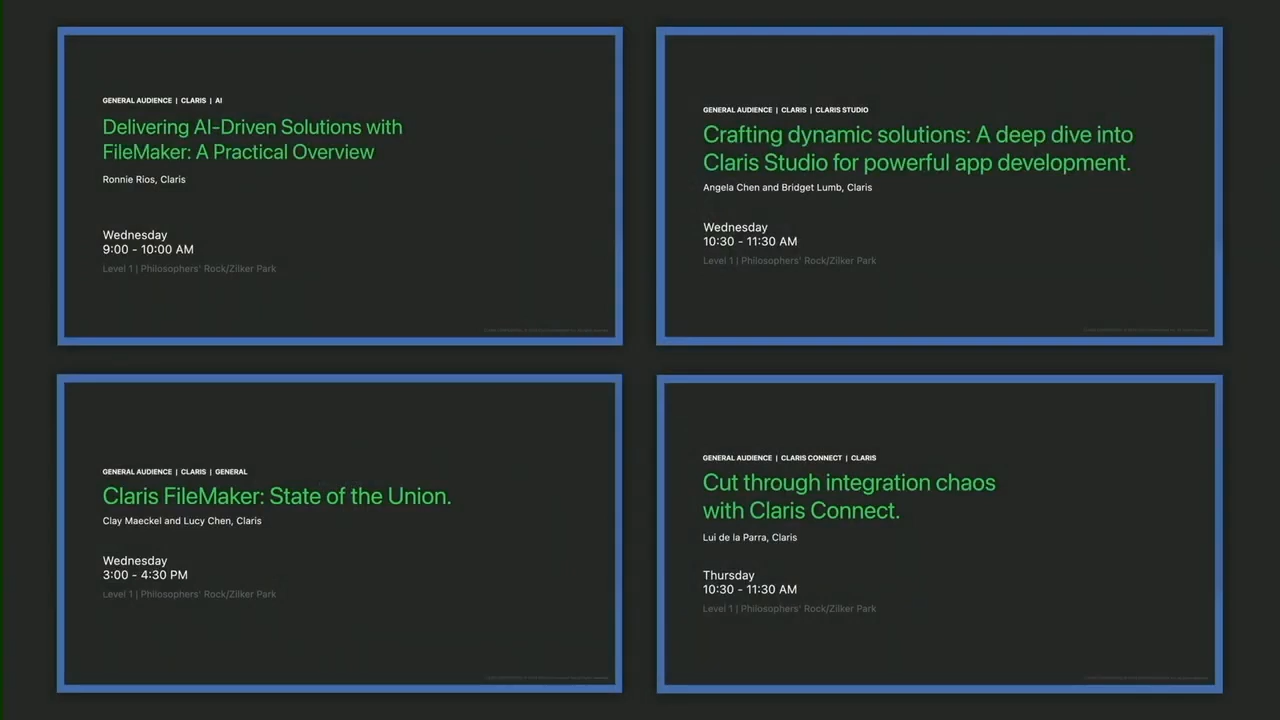 GENERAL AUDIENCE | CLARIS | AI
Delivering AI-Driven Solutions with
FileMaker: A Practical Overview
Ronnie Rios, Claris
Wednesday
9:00 - 10:00 AM
Level 1 | Philosophers' Rock/Zilker Park
GENERAL AUDIENCE | CLARIS | CLARIS STUDIO
Crafting dynamic solutions: A deep dive into
Claris Studio for powerful app development.
Angela Chen and Bridget Lumb, Claris
Wednesday
10:30 - 11:30 AM
Level 1 | Philosophers' Rock/Zilker Park
GENERAL AUDIENCE | CLARIS | GENERAL
Claris FileMaker: State of the Union.
Clay Maeckel and Lucy Chen, Claris
Wednesday
3:00 - 4:30 PM
Level 1 | Philosophers' Rock/Zilker Park
GENERAL AUDIENCE | CLARIS CONNECT | CLARIS
Cut through integration chaos
with Claris Connect.
Lui de la Parra, Claris
Thursday
10:30 - 11:30 AM
Level 1 | Philosophers' Rock/Zilker Park